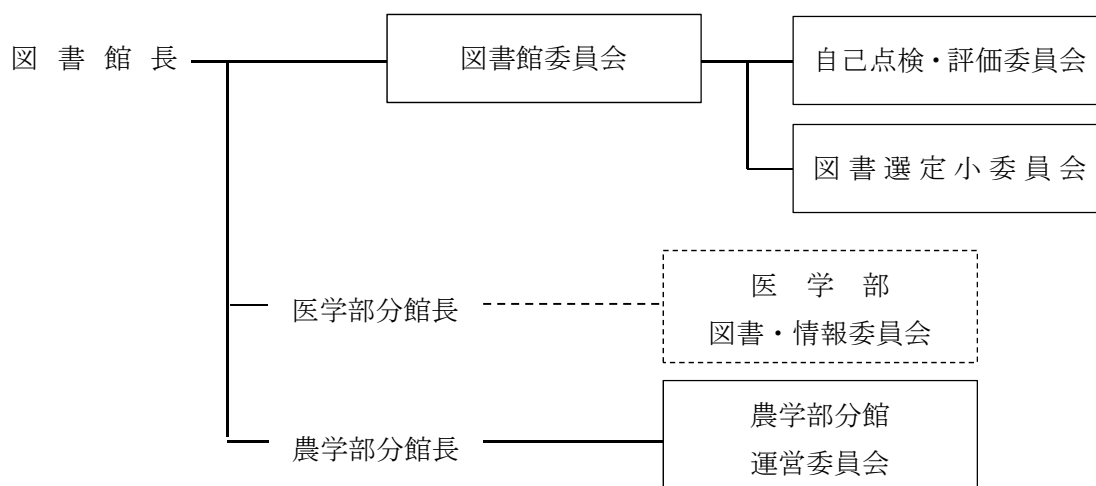 図書館長
図書館委員会
自己点検・評価委員会
図書選定小委員会
医学部分館長
医学部
図書・情報委員会
農学部分館長
農学部分館
運営委員会